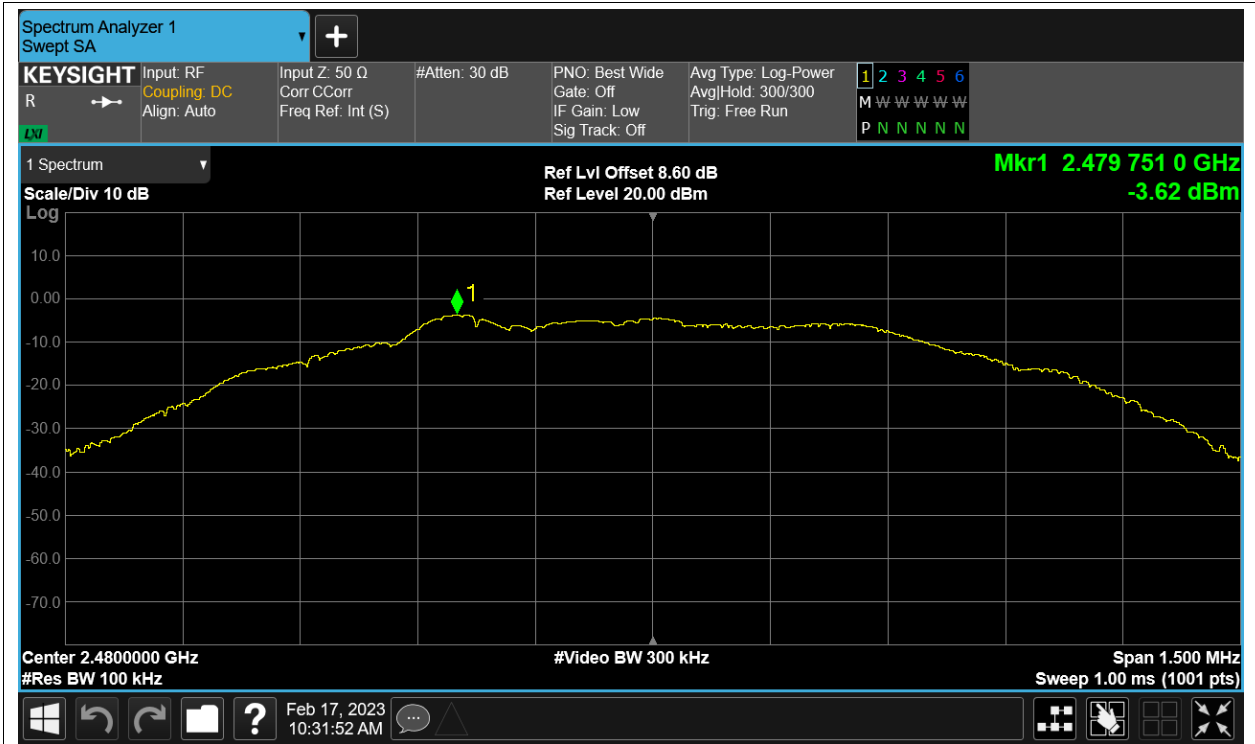 Spectrum Analyzer 1
Swept SA
+
KEYSIGHT
R
LXI
Input: RF
Coupling: DC
Align: Auto
Input Z: 50 Ω
Corr CCorr
Freq Ref: Int (S)
#Atten: 30 dB
PNO: Best Wide
Gate: Off
IF Gain: Low
Sig Track: Off
Avg Type: Log-Power
Avg|Hold: 300/300
Trig: Free Run
1 2 3 4 5 6
M W W W W W W
P N N N N N N
1 Spectrum
Scale/Div 10 dB
Log
Ref Lvl Offset 8.60 dB
Ref Level 20.00 dBm
Mkr1 2.479 751 0 GHz
-3.62 dBm
10.0
0.00
-10.0
-20.0
-30.0
-40.0
-50.0
-60.0
-70.0
1
Center 2.4800000 GHz
#Res BW 100 kHz
#Video BW 300 kHz
Span 1.500 MHz
Sweep 1.00 ms (1001 pts)
?
Feb 17, 2023
10:31:52 AM